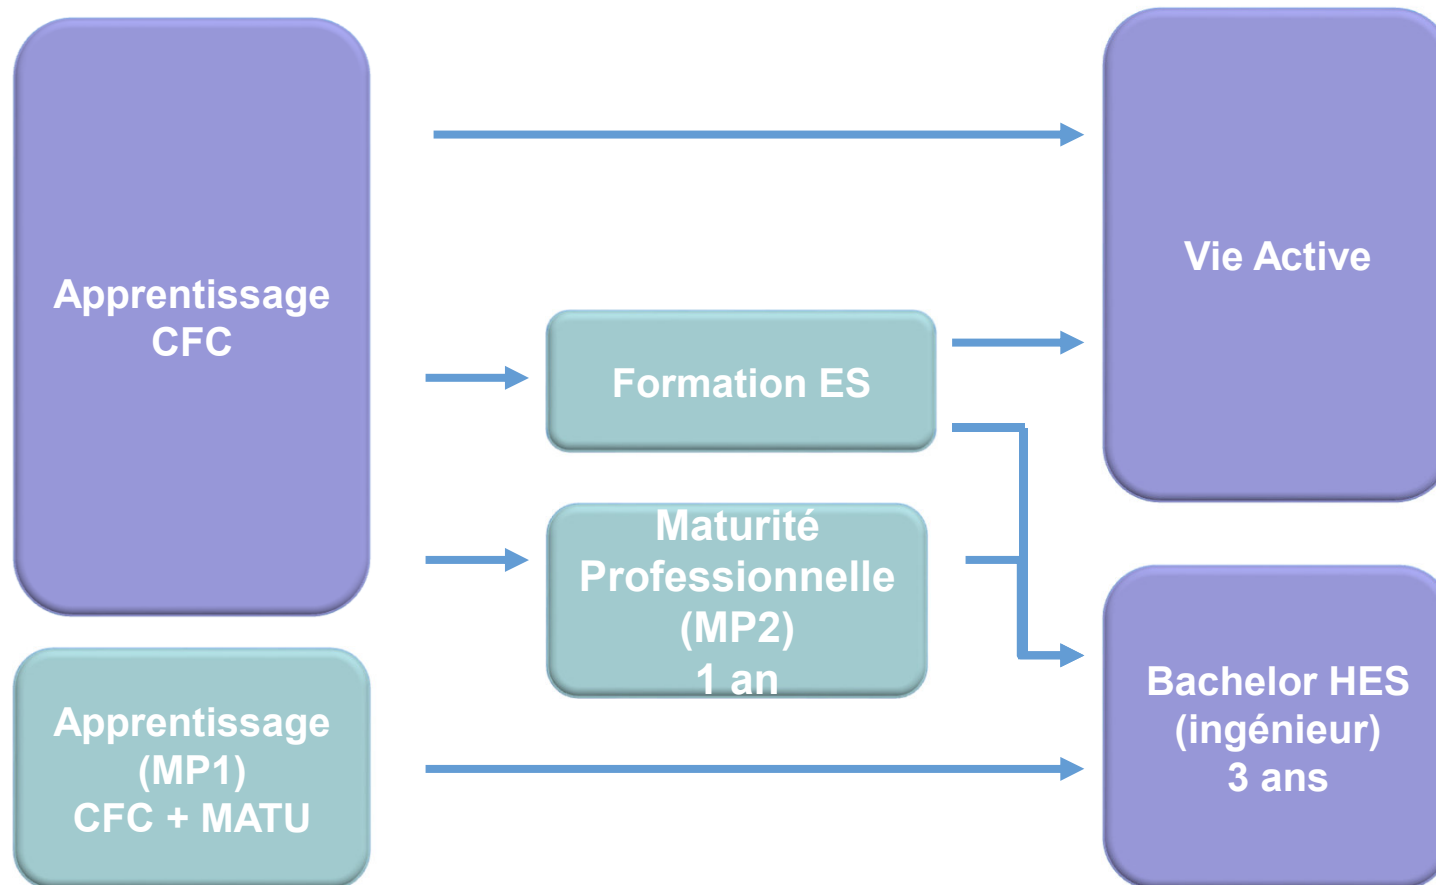 Apprentissage
CFC
Vie Active
Formation ES
Maturité
Professionnelle
(MP2)
1 an
Apprentissage
(MP1)
CFC + MATU
Bachelor HES
(ingénieur)
3 ans